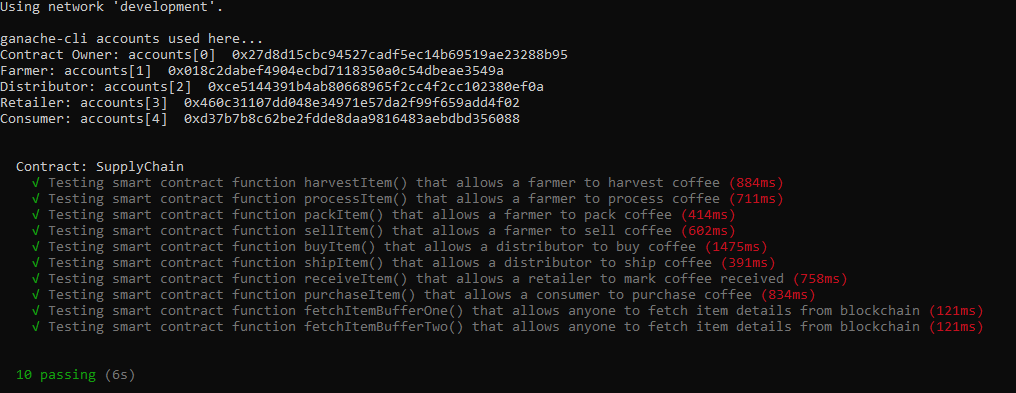 Using network 'development'.
ganache-cli accounts used here...
Contract Owner: accounts[0]  0x27d8d15cbc94527cadf5ec14b69519ae23288b95
Farmer: accounts[1]  0x018c2dabef4904ecbd7118350a0c54dbeae3549a
Distributor: accounts[2]  0xce5144391b4ab80668965f2cc4f2cc102380ef0a
Retailer: accounts[3]  0x460c31107dd048e34971e57da2f99f659add4f02
Consumer: accounts[4]  0xd37b7b8c62be2fdde8daa9816483aebdbd356088
Contract: SupplyChain
√ Testing smart contract function harvestItem() that allows a farmer to harvest coffee (884ms)
√ Testing smart contract function processItem() that allows a farmer to process coffee (711ms)
√ Testing smart contract function packItem() that allows a farmer to pack coffee (414ms)
√ Testing smart contract function sellItem() that allows a farmer to sell coffee (602ms)
√ Testing smart contract function buyItem() that allows a distributor to buy coffee (1475ms)
√ Testing smart contract function shipItem() that allows a distributor to ship coffee (391ms)
√ Testing smart contract function receiveItem() that allows a retailer to mark coffee received (758ms)
√ Testing smart contract function purchaseItem() that allows a consumer to purchase coffee (834ms)
√ Testing smart contract function fetchItemBufferOne() that allows anyone to fetch item details from blockchain (121ms)
√ Testing smart contract function fetchItemBufferTwo() that allows anyone to fetch item details from blockchain (121ms)
10 passing (6s)